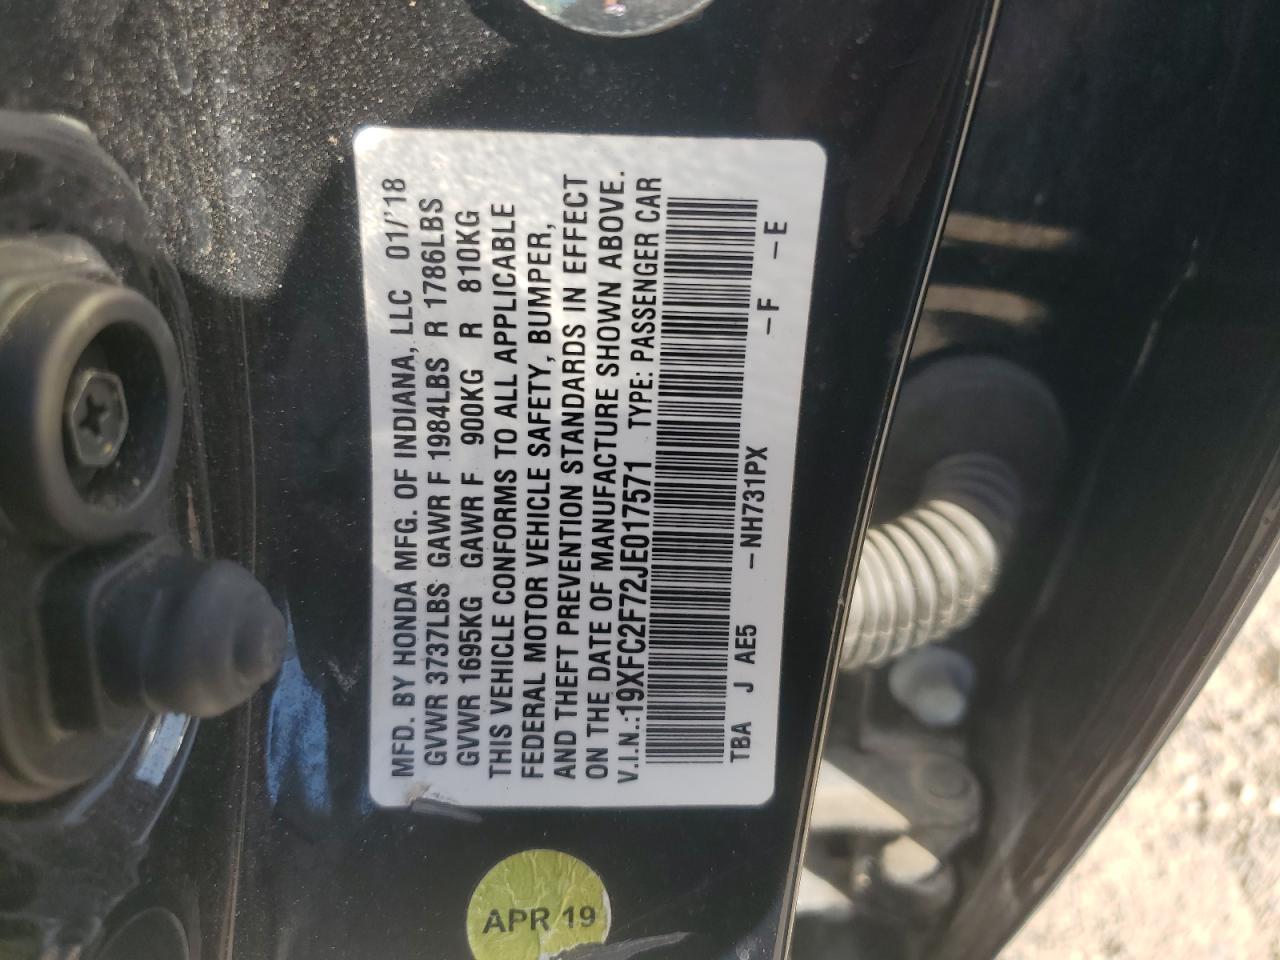 MFD. BY HONDA MFG. OF INDIANA, LLC 01/'18
GVWR 3737LBS GAWR F 1984LBS R 1786LBS
GVWR 1695KG GAWR F 900KG R 810KG
THIS VEHICLE CONFORMS TO ALL APPLICABLE
FEDERAL MOTOR VEHICLE SAFETY, BUMPER,
AND THEFT PREVENTION STANDARDS IN EFFECT
ON THE DATE OF MANUFACTURE SHOWN ABOVE.
V.I.N.:19XFC2F72JE017571 TYPE: PASSENGER CAR
TBA J AE5 -NH731PX -F -E
APR 19